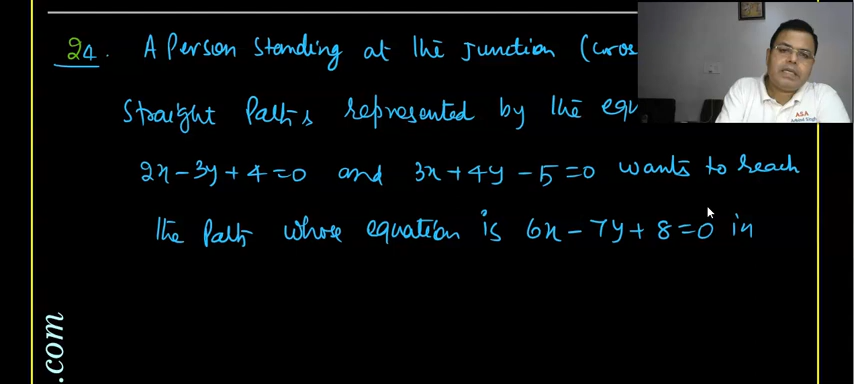 24. A Person standing at the Junction (cros
Straight Paths represented by the equ
2x - 3y + 4 = 0 and 3x + 4y - 5 = 0 wants to reach
the Path whose equation is 6x - 7y + 8 = 0 in
ASA
.com